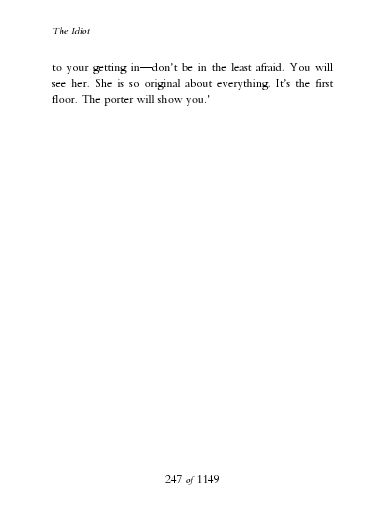 The Idiot
to your getting in—don't be in the least afraid. You will
see her. She is so original about everything. It's the first
floor. The porter will show you.'
247 of 1149